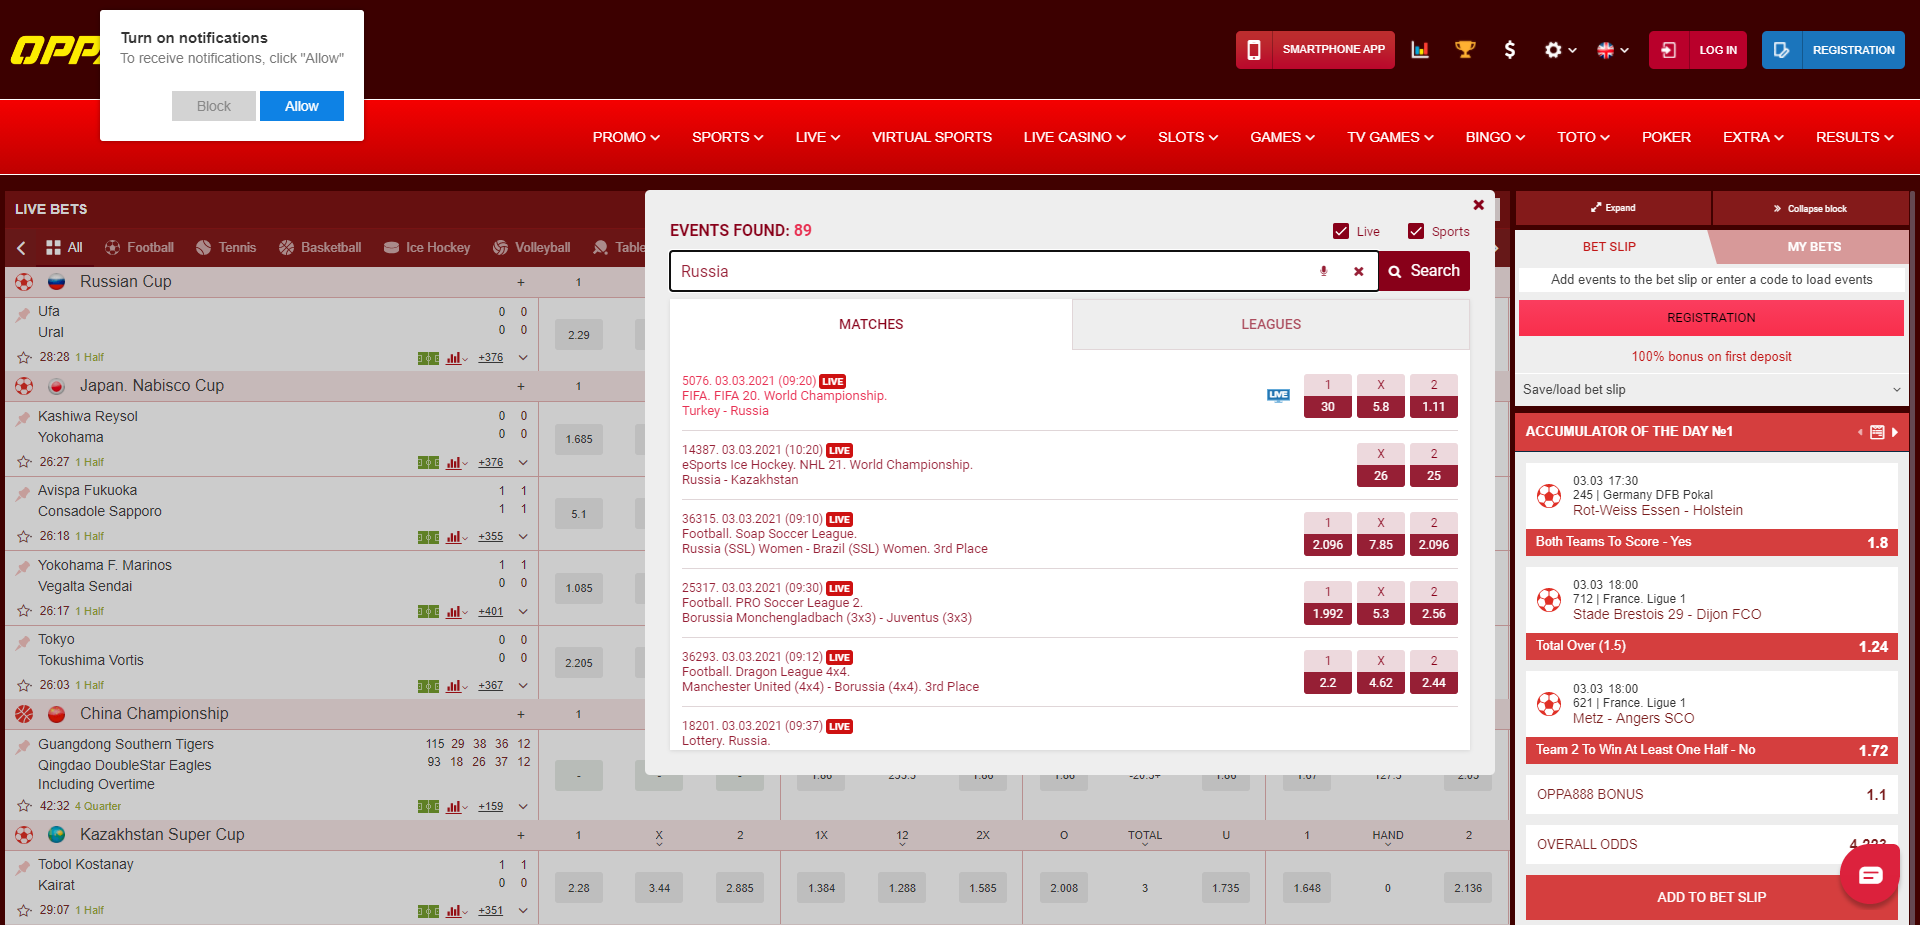 OPPA
Turn on notifications
To receive notifications, click "Allow"
Block
Allow
SMARTPHONE APP
LOG IN
REGISTRATION
PROMO
SPORTS
LIVE
VIRTUAL SPORTS
LIVE CASINO
SLOTS
GAMES
TV GAMES
BINGO
TOTO
POKER
EXTRA
RESULTS
LIVE BETS
All
Football
Tennis
Basketball
Ice Hockey
Volleyball
Table
Russian Cup
+ 1
Ufa 0 0
Ural 0 0
2.29
28:28 1 Half +376
Japan. Nabisco Cup
+ 1
Kashiwa Reysol 0 0
Yokohama 0 0
1.685
26:27 1 Half +376
Avispa Fukuoka 1 1
Consadole Sapporo 1 1
5.1
26:18 1 Half +355
Yokohama F. Marinos 1 1
Vegalta Sendai 0 0
1.085
26:17 1 Half +401
Tokyo 0 0
Tokushima Vortis 0 0
2.205
26:03 1 Half +367
China Championship
+ 1
Guangdong Southern Tigers 115 29 38 36 12
Qingdao DoubleStar Eagles 93 18 26 37 12
Including Overtime
-
42:32 4 Quarter +159
Kazakhstan Super Cup
+ 1 X 2 1X 12 2X O TOTAL U 1 HAND 2
Tobol Kostanay 1 1
Kairat 0 0
2.28 3.44 2.885 1.384 1.288 1.585 2.008 3 1.735 1.648 0 2.136
29:07 1 Half +351
EVENTS FOUND: 89
Live
Sports
Russia
Search
MATCHES
LEAGUES
5076. 03.03.2021 (09:20) LIVE
FIFA. FIFA 20. World Championship.
Turkey - Russia
LIVE
1 X 2
30 5.8 1.11
14387. 03.03.2021 (10:20) LIVE
eSports Ice Hockey. NHL 21. World Championship.
Russia - Kazakhstan
X 2
26 25
36315. 03.03.2021 (09:10) LIVE
Football. Soap Soccer League.
Russia (SSL) Women - Brazil (SSL) Women. 3rd Place
1 X 2
2.096 7.85 2.096
25317. 03.03.2021 (09:30) LIVE
Football. PRO Soccer League 2.
Borussia Monchengladbach (3x3) - Juventus (3x3)
1 X 2
1.992 5.3 2.56
36293. 03.03.2021 (09:12) LIVE
Football. Dragon League 4x4.
Manchester United (4x4) - Borussia (4x4). 3rd Place
1 X 2
2.2 4.62 2.44
18201. 03.03.2021 (09:37) LIVE
Lottery. Russia.
Expand
Collapse block
BET SLIP
MY BETS
Add events to the bet slip or enter a code to load events
REGISTRATION
100% bonus on first deposit
Save/load bet slip
ACCUMULATOR OF THE DAY №1
03.03 17:30
245 | Germany DFB Pokal
Rot-Weiss Essen - Holstein
Both Teams To Score - Yes 1.8
03.03 18:00
712 | France. Ligue 1
Stade Brestois 29 - Dijon FCO
Total Over (1.5) 1.24
03.03 18:00
621 | France. Ligue 1
Metz - Angers SCO
Team 2 To Win At Least One Half - No 1.72
OPPA888 BONUS 1.1
OVERALL ODDS
ADD TO BET SLIP